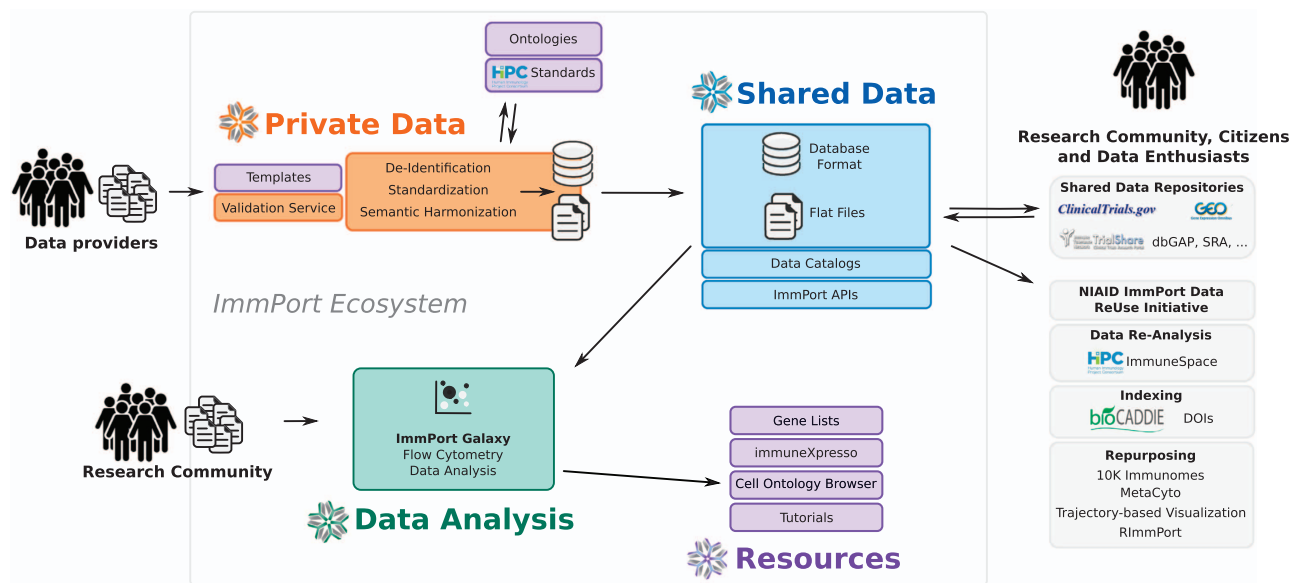 Ontologies
HIPC Standards
Private Data
Shared Data
Templates
Validation Service
De-Identification
Standardization
Semantic Harmonization
Data providers
Database
Format
Flat Files
Data Catalogs
ImmPort APIs
ImmPort Ecosystem
Research Community, Citizens
and Data Enthusiasts
Shared Data Repositories
ClinicalTrials.gov
GEO
TrialShare
dbGAP, SRA, ...
NIAID ImmPort Data
ReUse Initiative
Data Re-Analysis
HIPC ImmuneSpace
Indexing
bioCADDIE DOIs
Repurposing
10K Immunomes
MetaCyto
Trajectory-based Visualization
RImmPort
Research Community
ImmPort Galaxy
Flow Cytometry
Data Analysis
Data Analysis
Gene Lists
immuneXpresso
Cell Ontology Browser
Tutorials
Resources